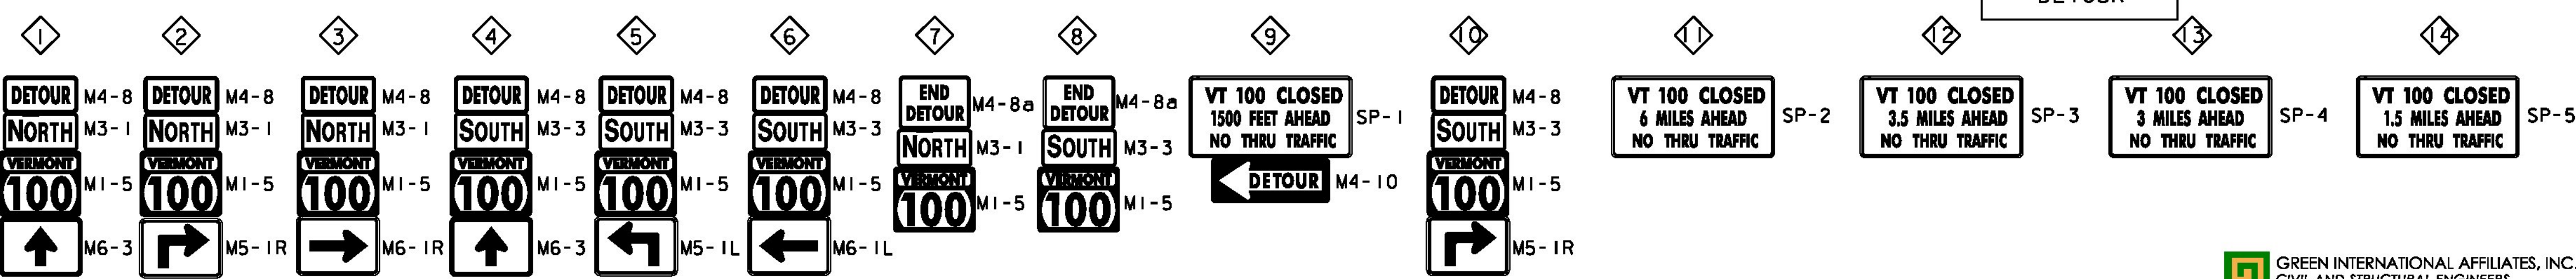 DETOUR
1 2 3 4 5 6 7 8 9 10 11 12 13 14
DETOUR M4-8
NORTH M3-1
VERMONT
100 M1-5
M6-3
DETOUR M4-8
NORTH M3-1
VERMONT
100 M1-5
M5-1R
DETOUR M4-8
NORTH M3-1
VERMONT
100 M1-5
M6-1R
DETOUR M4-8
SOUTH M3-3
VERMONT
100 M1-5
M6-3
DETOUR M4-8
SOUTH M3-3
VERMONT
100 M1-5
M5-1L
DETOUR M4-8
SOUTH M3-3
VERMONT
100 M1-5
M6-1L
END
DETOUR M4-8a
NORTH M3-1
VERMONT
100 M1-5
END
DETOUR M4-8a
SOUTH M3-3
VERMONT
100 M1-5
VT 100 CLOSED
1500 FEET AHEAD SP-1
NO THRU TRAFFIC
DETOUR M4-10
DETOUR M4-8
SOUTH M3-3
VERMONT
100 M1-5
M5-1R
VT 100 CLOSED
6 MILES AHEAD SP-2
NO THRU TRAFFIC
VT 100 CLOSED
3.5 MILES AHEAD SP-3
NO THRU TRAFFIC
VT 100 CLOSED
3 MILES AHEAD SP-4
NO THRU TRAFFIC
VT 100 CLOSED
1.5 MILES AHEAD SP-5
NO THRU TRAFFIC
GREEN INTERNATIONAL AFFILIATES, INC.
CIVIL AND STRUCTURAL ENGINEERS